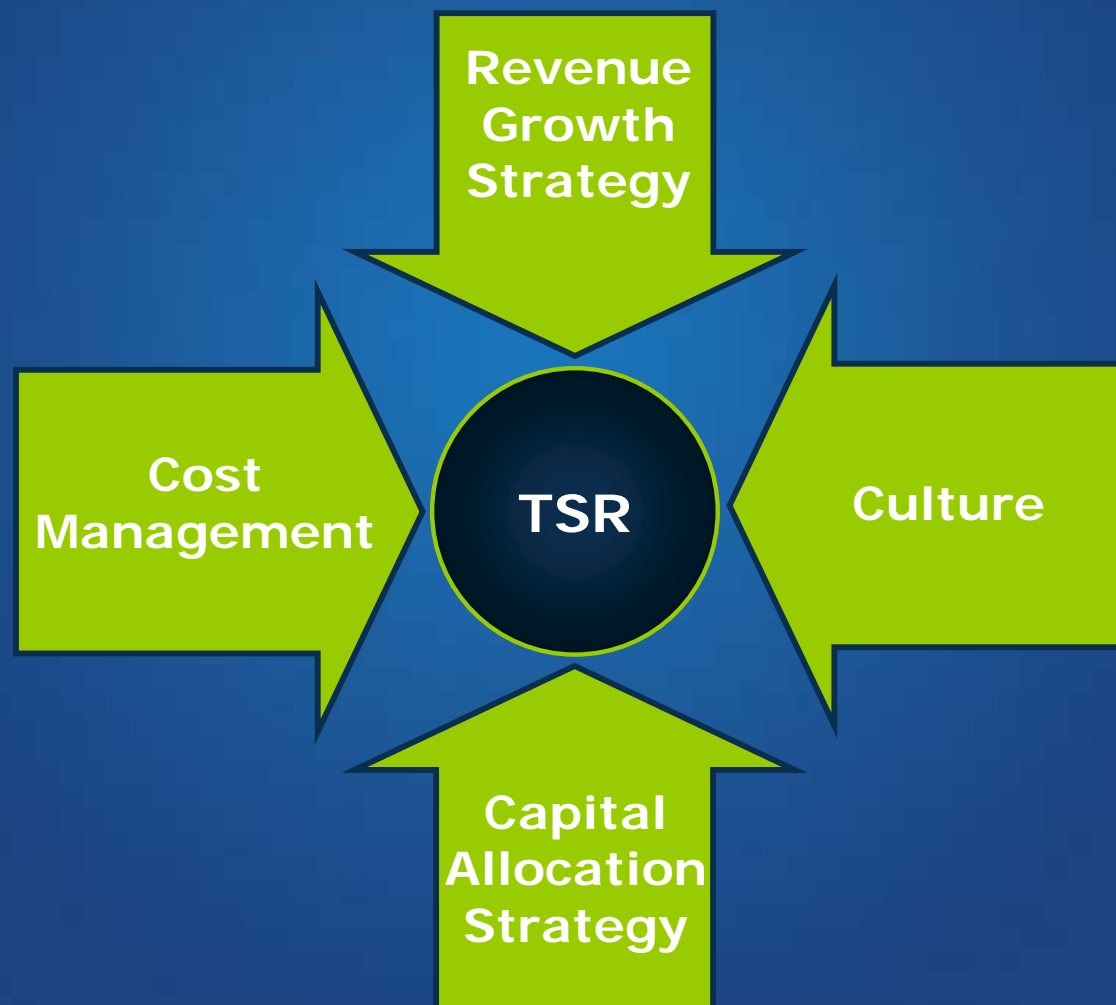 Revenue
Growth
Strategy
Cost
Management
TSR
Culture
Capital
Allocation
Strategy